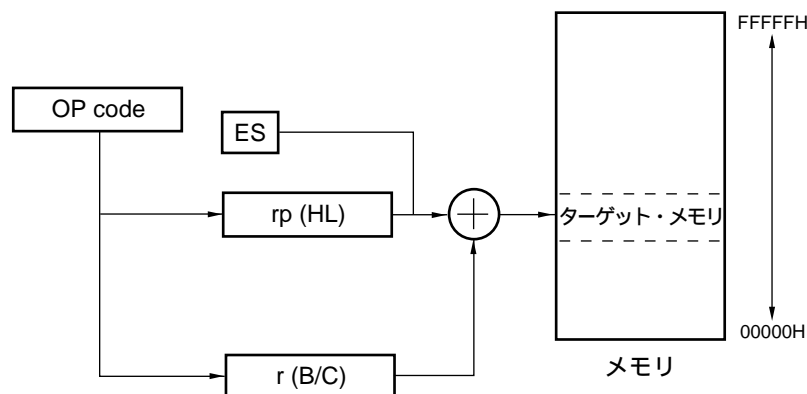 FFFFFH
OP code
ES
rp (HL)
ターゲット・メモリ
00000H
r (B/C)
メモリ